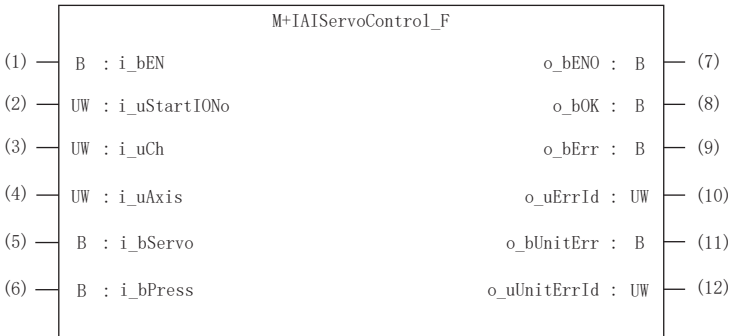 M+IAIServoControl_F
(1) B : i_bEN o_bENO : B (7)
(2) UW : i_uStartIONo o_bOK : B (8)
(3) UW : i_uCh o_bErr : B (9)
(4) UW : i_uAxis o_uErrId : UW (10)
(5) B : i_bServo o_bUnitErr : B (11)
(6) B : i_bPress o_uUnitErrId : UW (12)